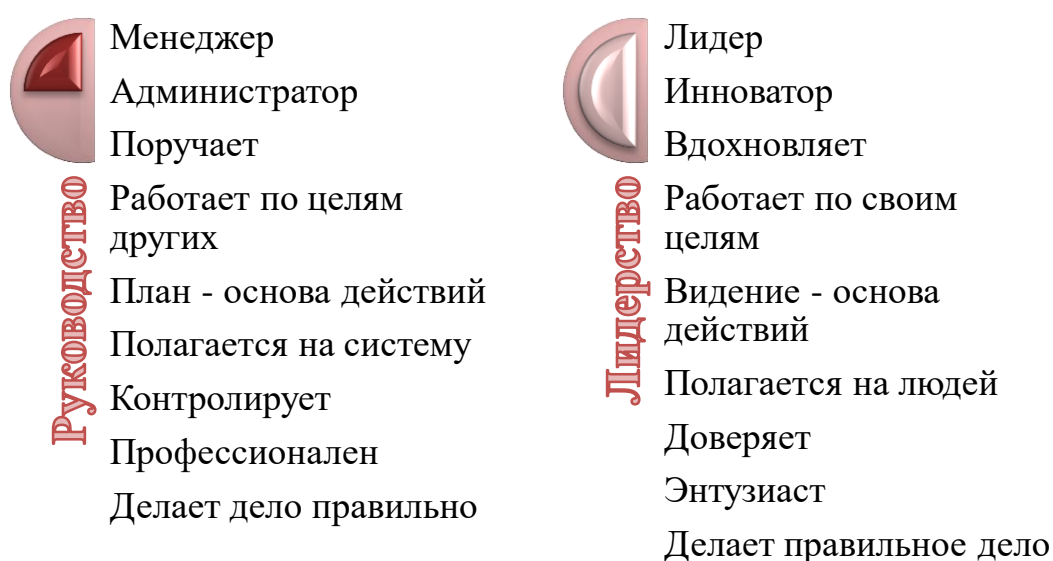 Руководство
Менеджер
Администратор
Поручает
Работает по целям
других
План - основа действий
Полагается на систему
Контролирует
Профессионален
Делает дело правильно
Лидерство
Лидер
Инноватор
Вдохновляет
Работает по своим
целям
Видение - основа
действий
Полагается на людей
Доверяет
Энтузиаст
Делает правильное дело